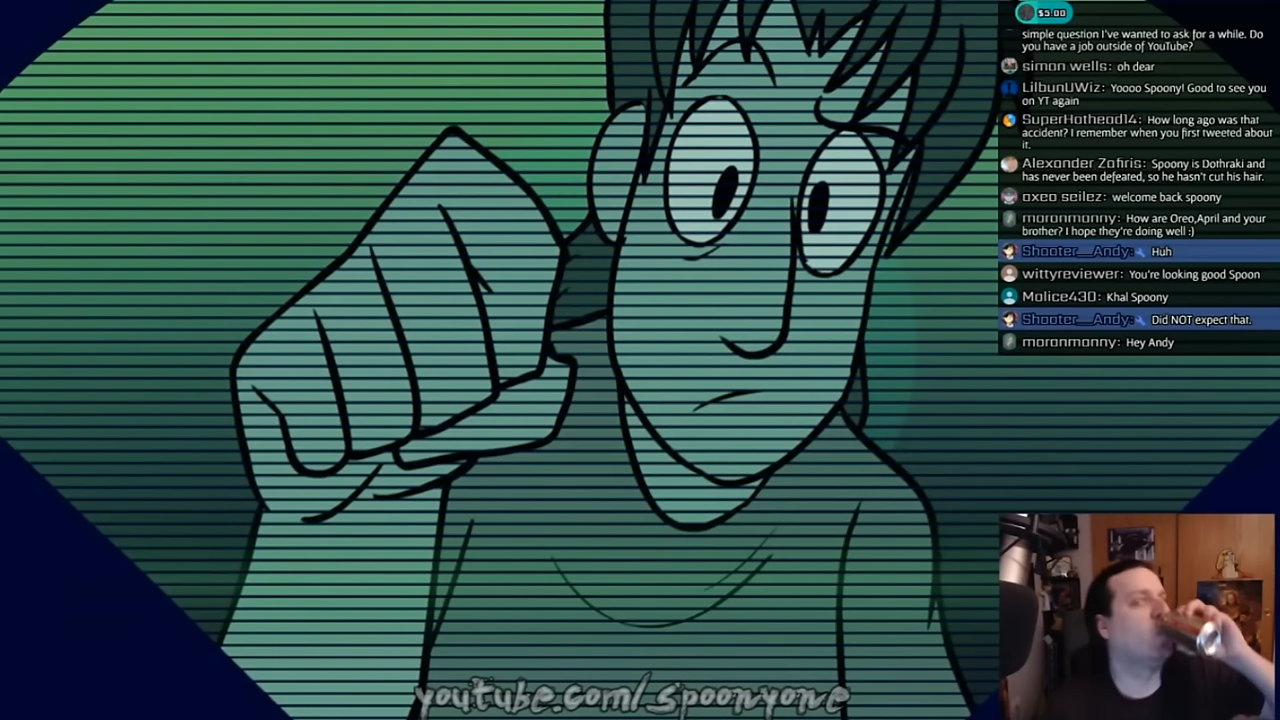 $5.00
simple question I've wanted to ask for a while. Do
you have a job outside of YouTube?
simon wells: oh dear
LilbunUWiz: Yoooo Spoony! Good to see you
on YT again
SuperHothead14: How long ago was that
accident? I remember when you first tweeted about
it.
Alexander Zofiris: Spoony is Dothraki and
has never been defeated, so he hasn't cut his hair.
oxeo seilez: welcome back spoony
moronmonny: How are Oreo,April and your
brother? I hope they're doing well :)
Shooter__Andy: Huh
wittyreviewer: You're looking good Spoon
Malice430: Khal Spoony
Shooter__Andy: Did NOT expect that.
moronmonny: Hey Andy
youtube.com/spoonyone